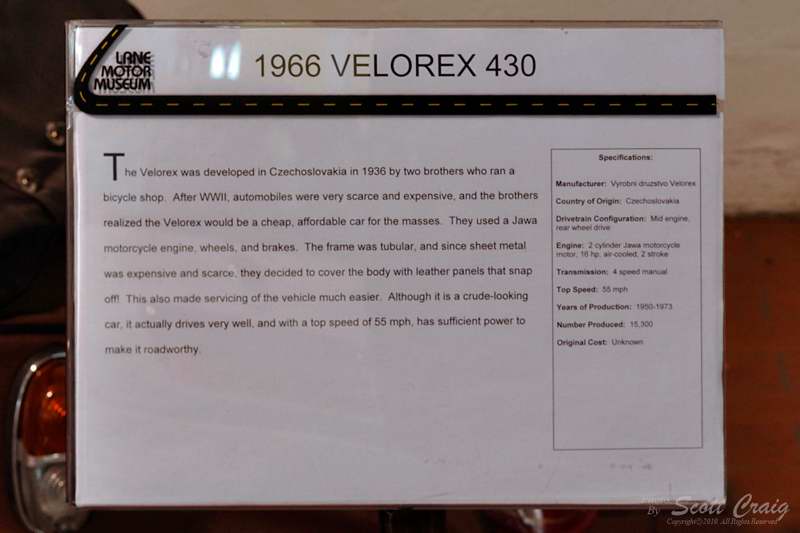 LANE
MOTOR
MUSEUM
1966 VELOREX 430
The Velorex was developed in Czechoslovakia in 1936 by two brothers who ran a
bicycle shop. After WWII, automobiles were very scarce and expensive, and the brothers
realized the Velorex would be a cheap, affordable car for the masses. They used a Jawa
motorcycle engine, wheels, and brakes. The frame was tubular, and since sheet metal
was expensive and scarce, they decided to cover the body with leather panels that snap
off! This also made servicing of the vehicle much easier. Although it is a crude-looking
car, it actually drives very well, and with a top speed of 55 mph, has sufficient power to
make it roadworthy.
Specifications:
Manufacturer: Vyrobni druzstvo Velorex
Country of Origin: Czechoslovakia
Drivetrain Configuration: Mid engine,
rear wheel drive
Engine: 2 cylinder Jawa motorcycle
motor, 16 hp, air-cooled, 2 stroke
Transmission: 4 speed manual
Top Speed: 55 mph
Years of Production: 1950-1973
Number Produced: 15,300
Original Cost: Unknown
By Scott Craig
Copyright© 2010 All Rights Reserved